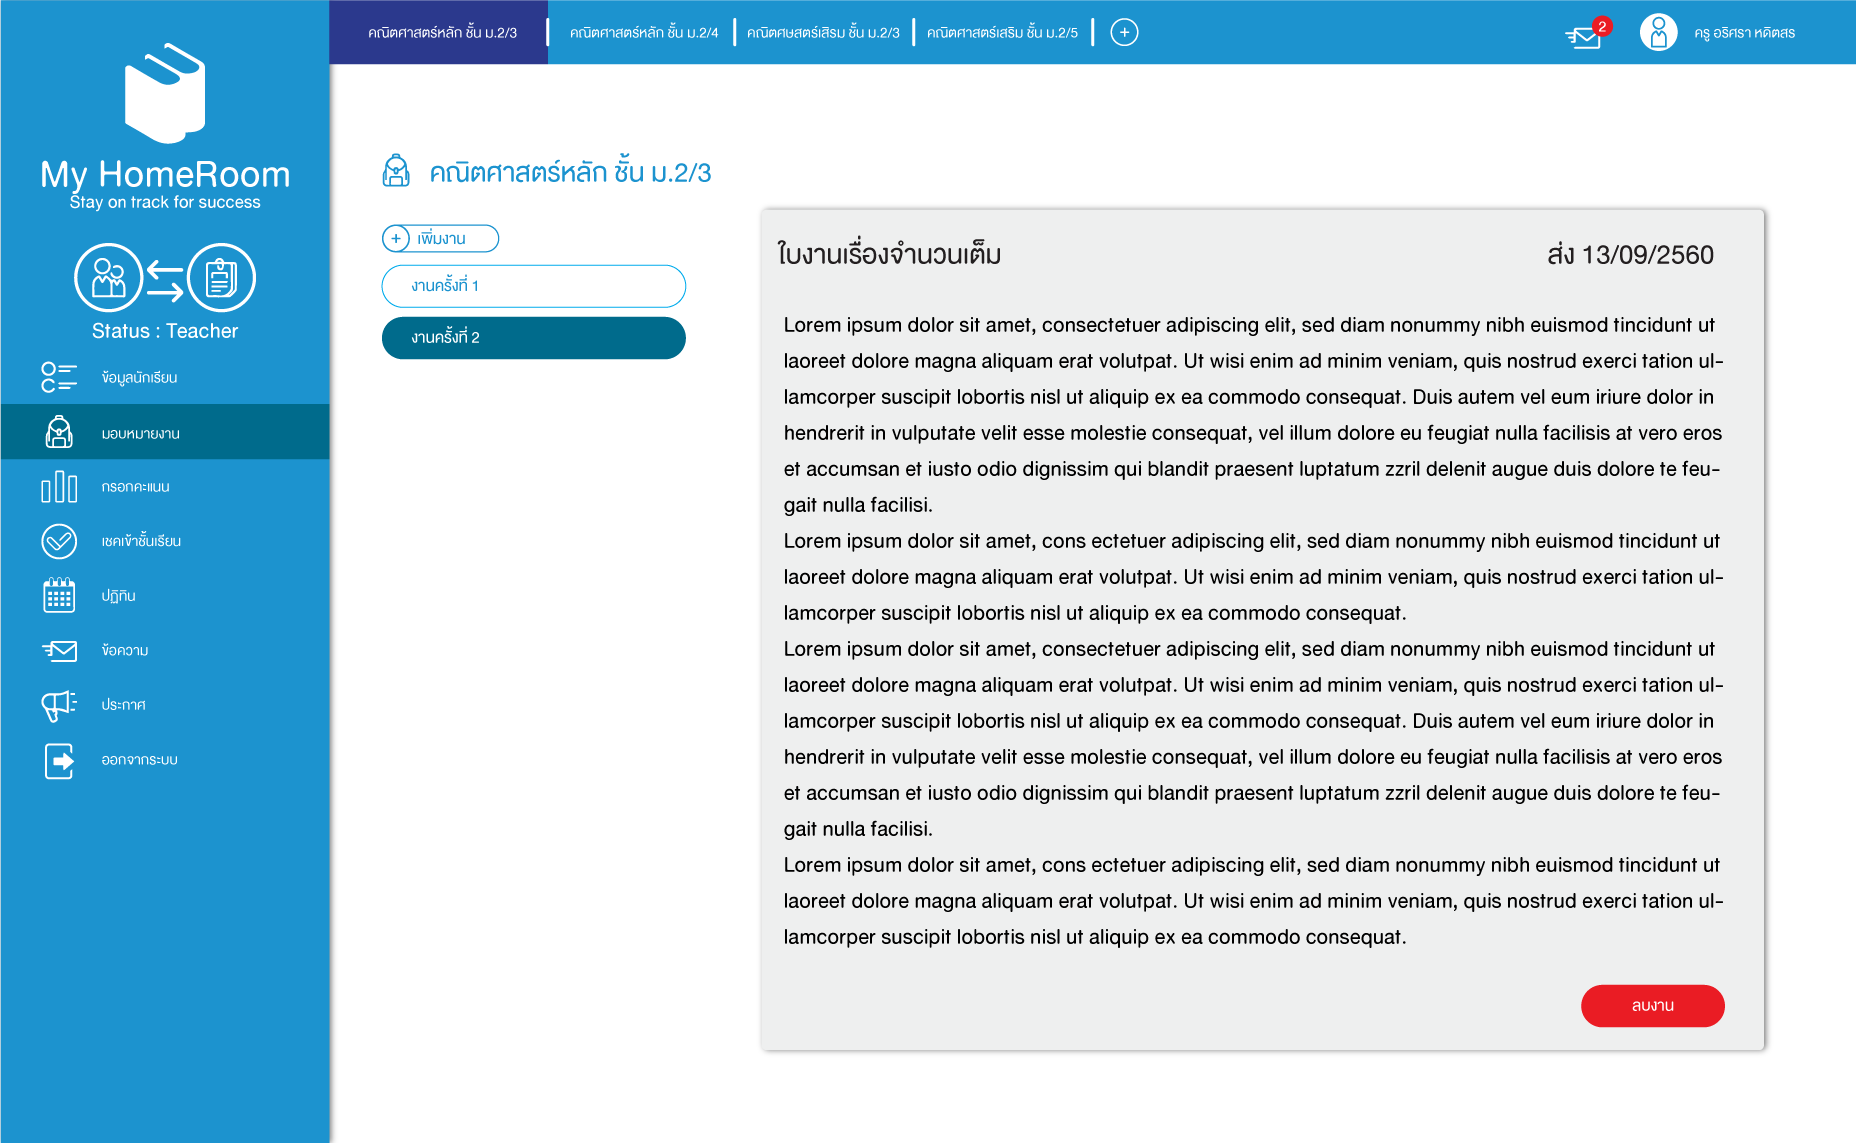 คณิตศาสตร์หลัก ชั้น ม.2/3
คณิตศาสตร์หลัก ชั้น ม.2/4
คณิตศษสตร์เสิรม ชั้น ม.2/3
คณิตศาสตร์เสริม ชั้น ม.2/5
+
2
ครู อริศรา หดิตสร
My HomeRoom
Stay on track for success
Status : Teacher
ข้อมูลนักเรียน
มอบหมายงาน
กรอกคะแนน
เชคเข้าชั้นเรียน
ปฏิทิน
ข้อความ
ประกาศ
ออกจากระบบ
คณิตศาสตร์หลัก ชั้น ม.2/3
+ เพิ่มงาน
งานครั้งที่ 1
งานครั้งที่ 2
ใบงานเรื่องจำนวนเต็ม
ส่ง 13/09/2560
Lorem ipsum dolor sit amet, consectetuer adipiscing elit, sed diam nonummy nibh euismod tincidunt ut
laoreet dolore magna aliquam erat volutpat. Ut wisi enim ad minim veniam, quis nostrud exerci tation ul-
lamcorper suscipit lobortis nisl ut aliquip ex ea commodo consequat. Duis autem vel eum iriure dolor in
hendrerit in vulputate velit esse molestie consequat, vel illum dolore eu feugiat nulla facilisis at vero eros
et accumsan et iusto odio dignissim qui blandit praesent luptatum zzril delenit augue duis dolore te feu-
gait nulla facilisi.
Lorem ipsum dolor sit amet, cons ectetuer adipiscing elit, sed diam nonummy nibh euismod tincidunt ut
laoreet dolore magna aliquam erat volutpat. Ut wisi enim ad minim veniam, quis nostrud exerci tation ul-
lamcorper suscipit lobortis nisl ut aliquip ex ea commodo consequat.
Lorem ipsum dolor sit amet, consectetuer adipiscing elit, sed diam nonummy nibh euismod tincidunt ut
laoreet dolore magna aliquam erat volutpat. Ut wisi enim ad minim veniam, quis nostrud exerci tation ul-
lamcorper suscipit lobortis nisl ut aliquip ex ea commodo consequat. Duis autem vel eum iriure dolor in
hendrerit in vulputate velit esse molestie consequat, vel illum dolore eu feugiat nulla facilisis at vero eros
et accumsan et iusto odio dignissim qui blandit praesent luptatum zzril delenit augue duis dolore te feu-
gait nulla facilisi.
Lorem ipsum dolor sit amet, cons ectetuer adipiscing elit, sed diam nonummy nibh euismod tincidunt ut
laoreet dolore magna aliquam erat volutpat. Ut wisi enim ad minim veniam, quis nostrud exerci tation ul-
lamcorper suscipit lobortis nisl ut aliquip ex ea commodo consequat.
ลบงาน